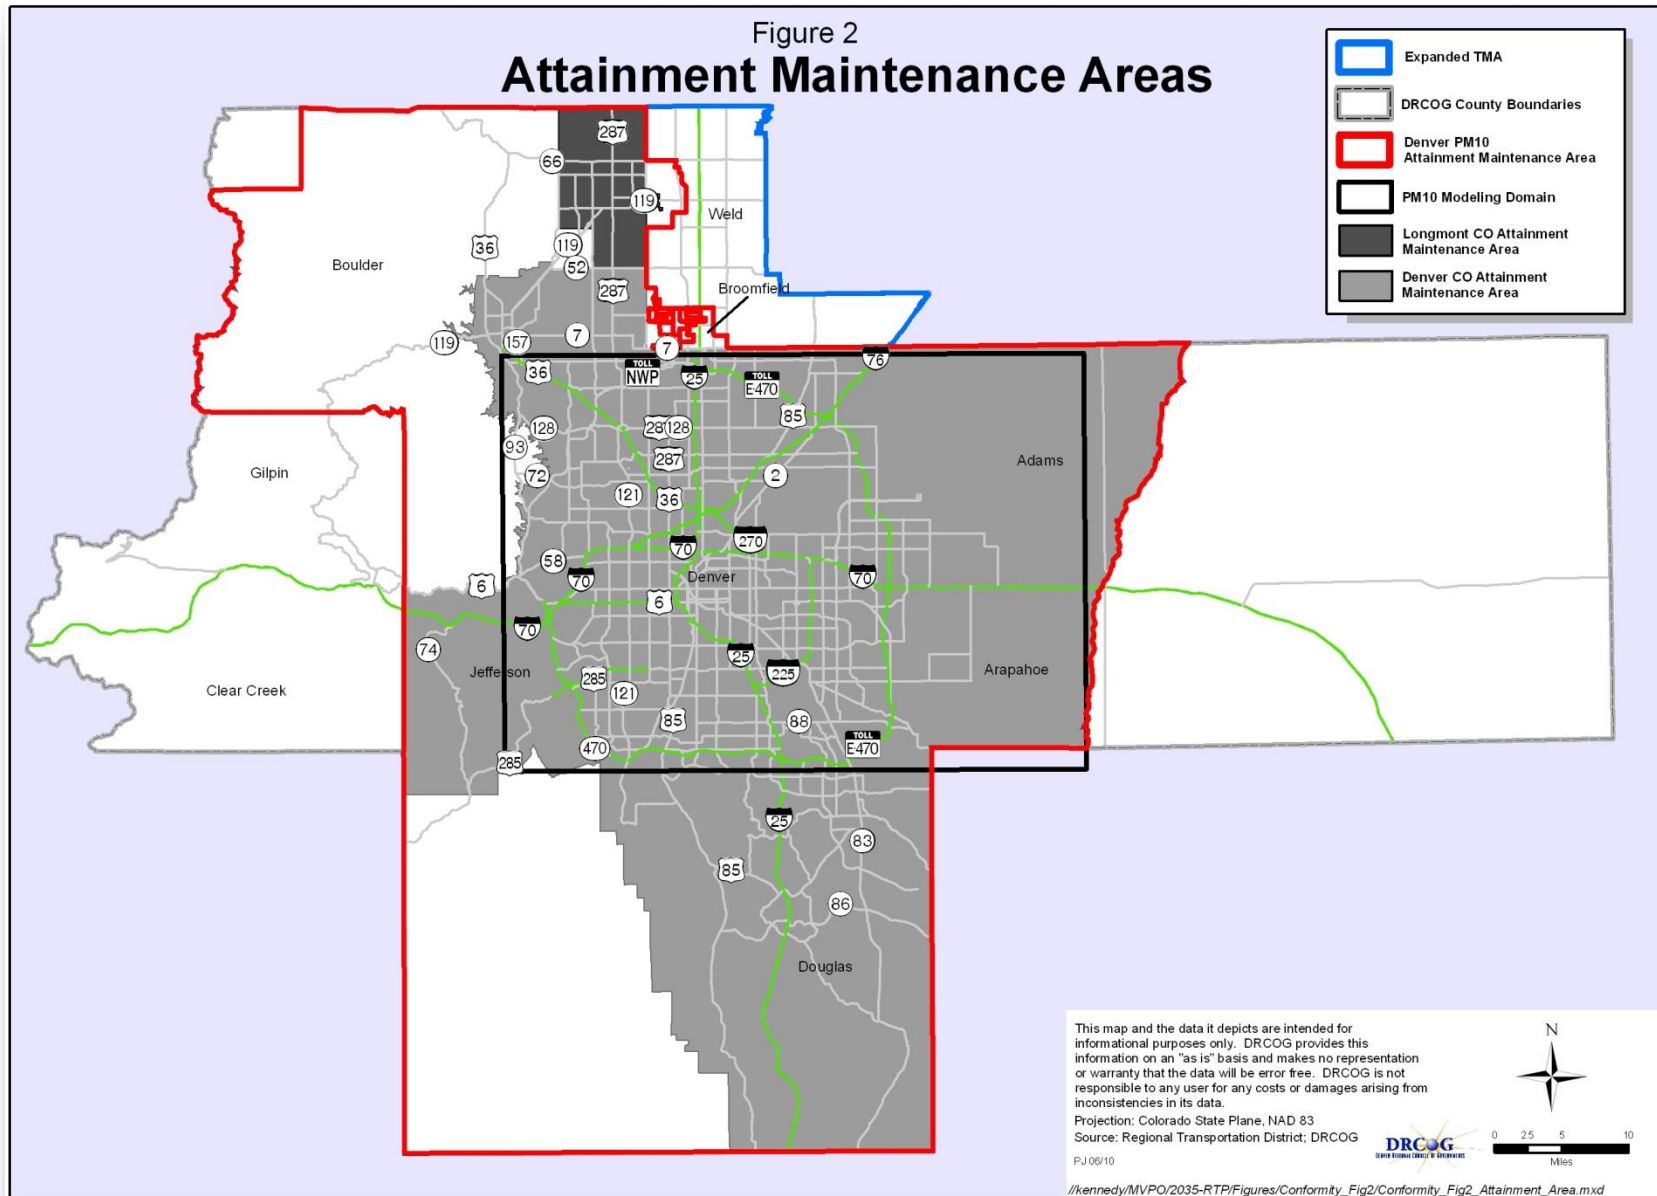 Figure 2
Attainment Maintenance Areas
Expanded TMA
DRCOG County Boundaries
Denver PM10
Attainment Maintenance Area
PM10 Modeling Domain
Longmont CO Attainment
Maintenance Area
Denver CO Attainment
Maintenance Area
287
66
119
Weld
36
119
Boulder
52
287
Broomfield
7
119
157
7
76
36
TOLL
NWP
25
TOLL
E-470
85
128
287
128
93
287
Adams
Gilpin
72
2
121
36
270
70
58
70
Denver
70
6
6
70
74
25
Jefferson
225
Arapahoe
285
Clear Creek
121
85
88
470
TOLL
E-470
285
25
83
85
86
Douglas
This map and the data it depicts are intended for
informational purposes only. DRCOG provides this
information on an "as is" basis and makes no representation
or warranty that the data will be error free. DRCOG is not
responsible to any user for any costs or damages arising from
inconsistencies in its data.
Projection: Colorado State Plane, NAD 83
Source: Regional Transportation District; DRCOG
PJ 06/10
N
DRCOG
DENVER REGIONAL COUNCIL OF GOVERNMENTS
0 2.5 5 10
Miles
//kennedy/MVPO/2035-RTP/Figures/Conformity_Fig2/Conformity_Fig2_Attainment_Area.mxd